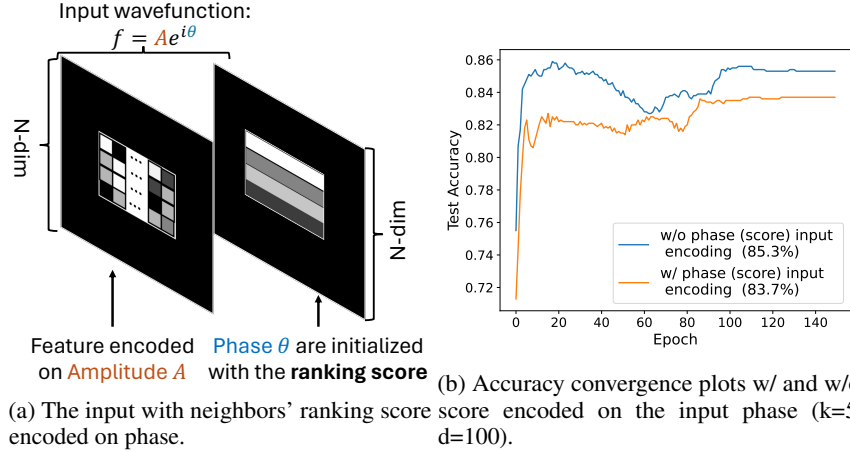 Input wavefunction:
f = Ae^{iθ}
N-dim
N-dim
Feature encoded
on Amplitude A
Phase θ are initialized
with the ranking score
(a) The input with neighbors' ranking score
encoded on phase.
0.86
0.84
0.82
0.80
0.78
0.76
0.74
0.72
Test Accuracy
w/o phase (score) input
encoding (85.3%)
w/ phase (score) input
encoding (83.7%)
0 20 40 60 80 100 120 140
Epoch
(b) Accuracy convergence plots w/ and w/o
score encoded on the input phase (k=5
d=100).